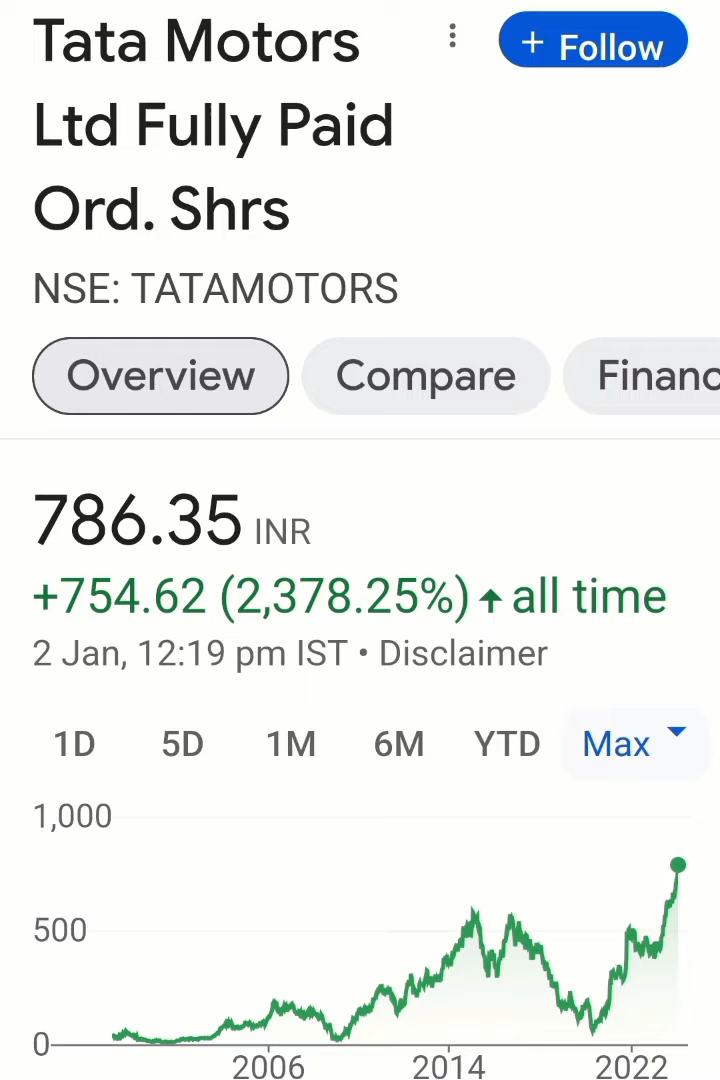 Tata Motors
+ Follow
Ltd Fully Paid
Ord. Shrs
NSE: TATAMOTORS
Overview Compare Financ
786.35 INR
+754.62 (2,378.25%) ↑ all time
2 Jan, 12:19 pm IST • Disclaimer
1D 5D 1M 6M YTD Max
1,000
500
0
2006 2014 2022